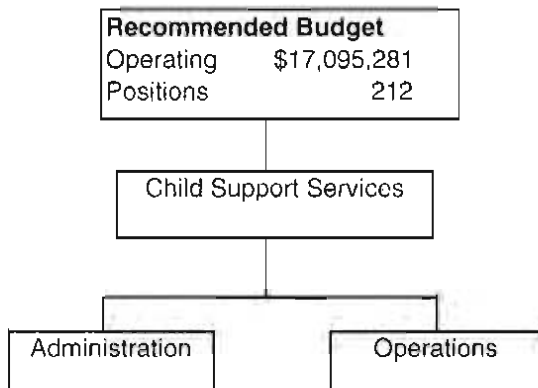 Recommended Budget
Operating $17,095,281
Positions 212
Child Support Services
Administration
Operations